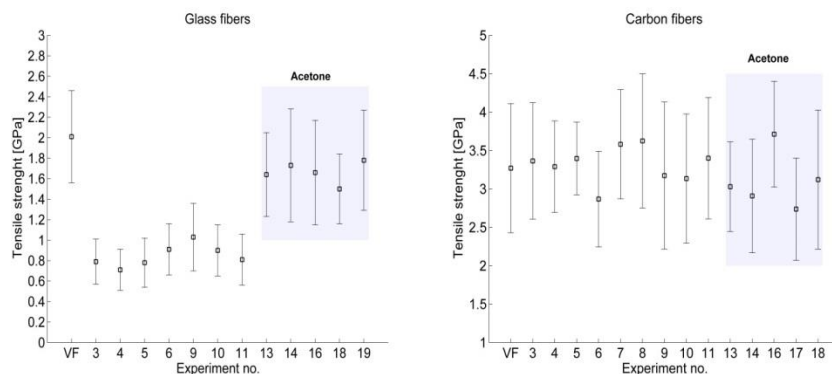 Glass fibers
3
2.8
2.6
2.4
2.2
2
1.8
1.6
1.4
1.2
1
0.8
0.6
0.4
0.2
0
Tensile strenght [GPa]
Acetone
VF 3 4 5 6 9 10 11 13 14 16 18 19
Experiment no.
Carbon fibers
5
4.5
4
3.5
3
2.5
2
1.5
1
Tensile strenght [GPa]
Acetone
VF 3 4 5 6 7 8 9 10 11 13 14 16 17 18
Experiment no.